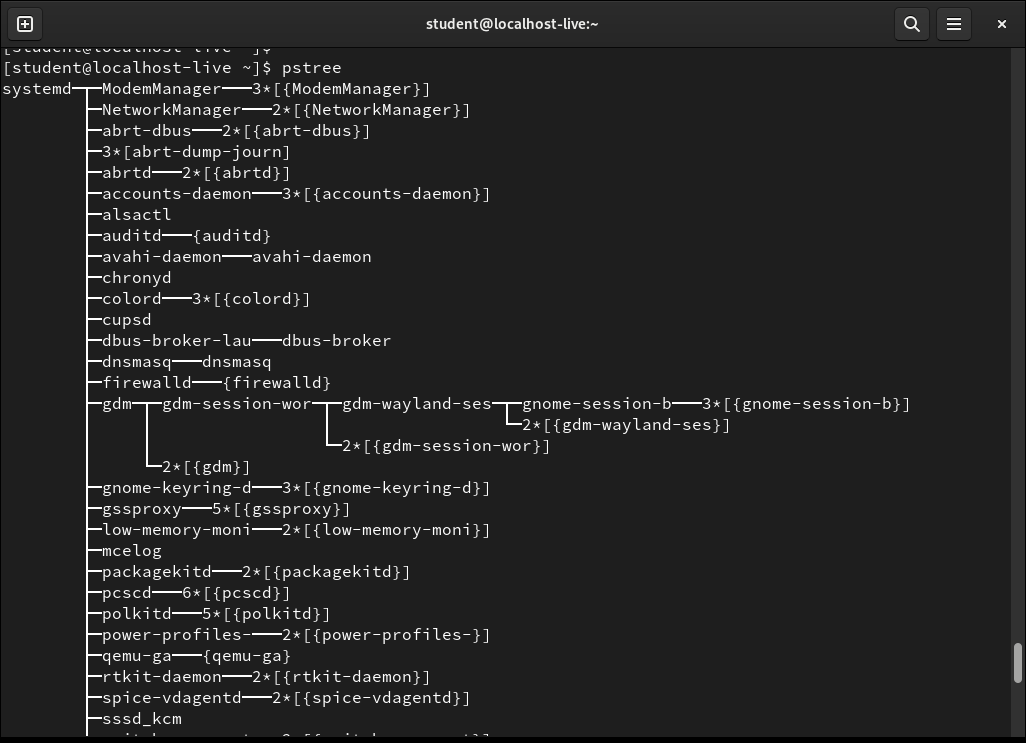 student@localhost-live:~
[student@localhost-live ~]$
[student@localhost-live ~]$ pstree
systemd─┬─ModemManager───3*[{ModemManager}]
        ├─NetworkManager───2*[{NetworkManager}]
        ├─abrt-dbus───2*[{abrt-dbus}]
        ├─3*[abrt-dump-journ]
        ├─abrtd───2*[{abrtd}]
        ├─accounts-daemon───3*[{accounts-daemon}]
        ├─alsactl
        ├─auditd───{auditd}
        ├─avahi-daemon───avahi-daemon
        ├─chronyd
        ├─colord───3*[{colord}]
        ├─cupsd
        ├─dbus-broker-lau───dbus-broker
        ├─dnsmasq───dnsmasq
        ├─firewalld───{firewalld}
        ├─gdm─┬─gdm-session-wor─┬─gdm-wayland-ses─┬─gnome-session-b───3*[{gnome-session-b}]
        │     │                 │                 └─2*[{gdm-wayland-ses}]
        │     │                 └─2*[{gdm-session-wor}]
        │     └─2*[{gdm}]
        ├─gnome-keyring-d───3*[{gnome-keyring-d}]
        ├─gssproxy───5*[{gssproxy}]
        ├─low-memory-moni───2*[{low-memory-moni}]
        ├─mcelog
        ├─packagekitd───2*[{packagekitd}]
        ├─pcscd───6*[{pcscd}]
        ├─polkitd───5*[{polkitd}]
        ├─power-profiles-───2*[{power-profiles-}]
        ├─qemu-ga───{qemu-ga}
        ├─rtkit-daemon───2*[{rtkit-daemon}]
        ├─spice-vdagentd───2*[{spice-vdagentd}]
        ├─sssd_kcm